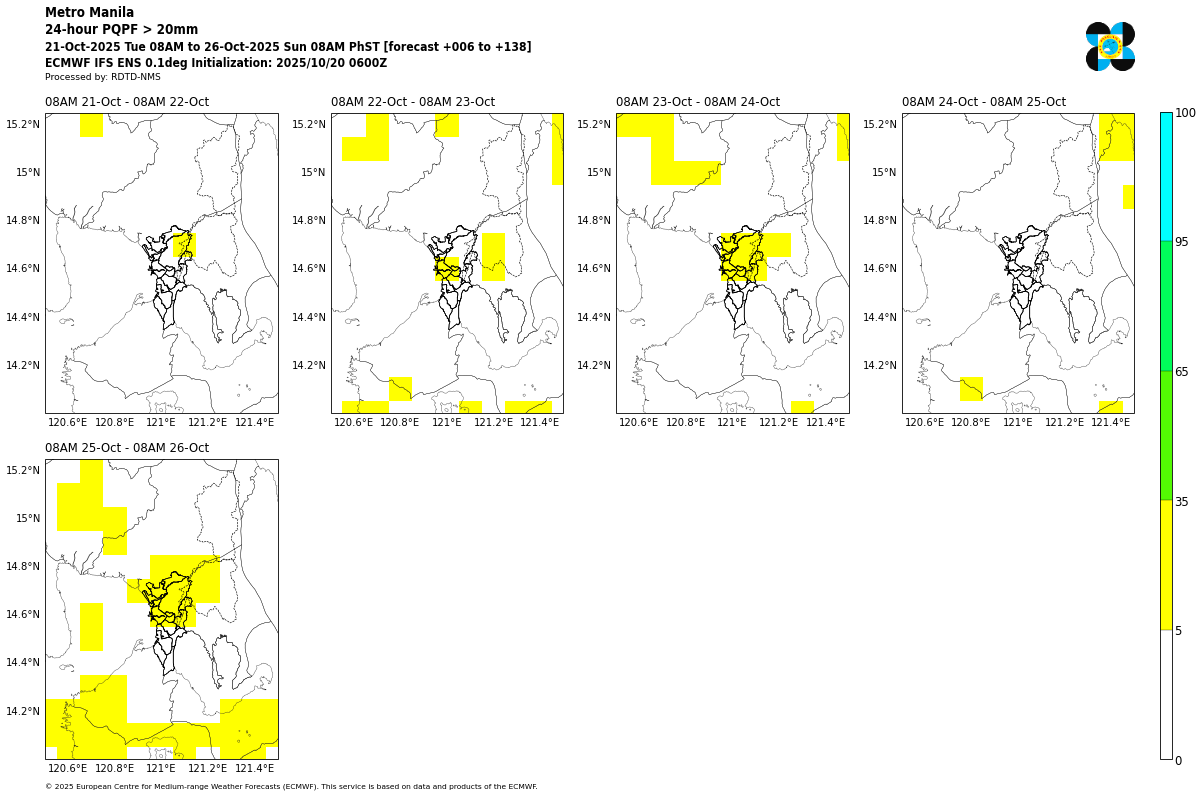 Metro Manila
24-hour PQPF > 20mm
21-Oct-2025 Tue 08AM to 26-Oct-2025 Sun 08AM PhST [forecast +006 to +138]
ECMWF IFS ENS 0.1deg Initialization: 2025/10/20 0600Z
Processed by: RDTD-NMS
08AM 21-Oct - 08AM 22-Oct
08AM 22-Oct - 08AM 23-Oct
08AM 23-Oct - 08AM 24-Oct
08AM 24-Oct - 08AM 25-Oct
15.2°N 15.2°N 15.2°N 15.2°N
15°N 15°N 15°N 15°N
14.8°N 14.8°N 14.8°N 14.8°N
14.6°N 14.6°N 14.6°N 14.6°N
14.4°N 14.4°N 14.4°N 14.4°N
14.2°N 14.2°N 14.2°N 14.2°N
120.6°E 120.8°E 121°E 121.2°E 121.4°E
120.6°E 120.8°E 121°E 121.2°E 121.4°E
120.6°E 120.8°E 121°E 121.2°E 121.4°E
120.6°E 120.8°E 121°E 121.2°E 121.4°E
08AM 25-Oct - 08AM 26-Oct
15.2°N
15°N
14.8°N
14.6°N
14.4°N
14.2°N
120.6°E 120.8°E 121°E 121.2°E 121.4°E
100
95
65
35
5
0
© 2025 European Centre for Medium-range Weather Forecasts (ECMWF). This service is based on data and products of the ECMWF.